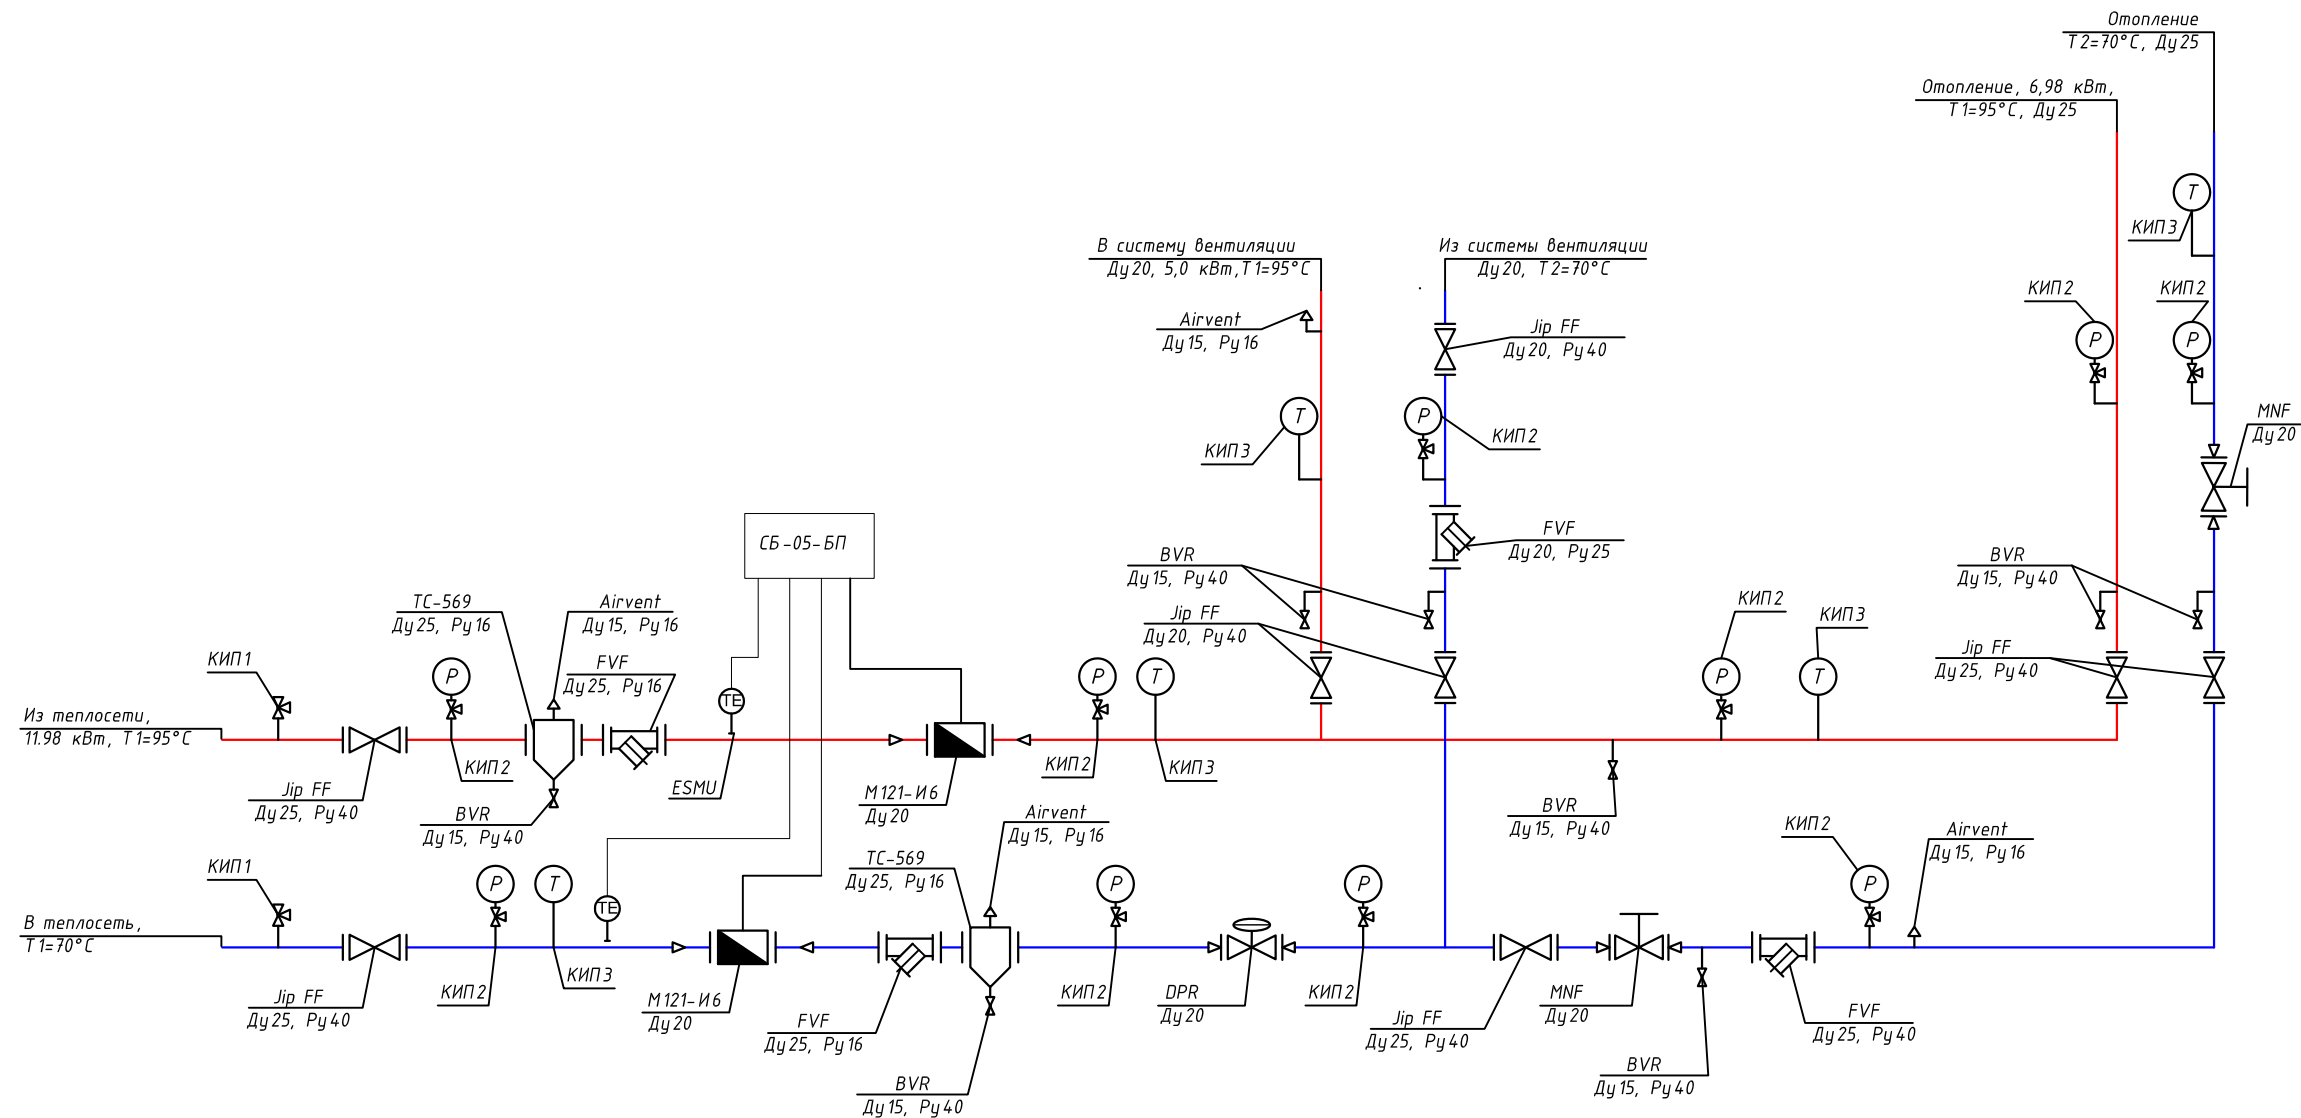 Отопление
Т2=70°С, Ду25
Отопление, 6,98 кВт,
Т1=95°С, Ду25
Т
КИП3
В систему вентиляции
Ду20, 5,0 кВт,Т1=95°С
Из системы вентиляции
Ду20, Т2=70°С
КИП2
КИП2
Airvent
Ду15, Ру16
Jip FF
Ду20, Ру40
Р
Р
MNF
Ду20
Т
Р
КИП3
КИП2
СБ-05-БП
FVF
Ду20, Ру25
BVR
Ду15, Ру40
BVR
Ду15, Ру40
ТС-569
Ду25, Ру16
Airvent
Ду15, Ру16
Jip FF
Ду20, Ру40
КИП2
КИП3
КИП1
FVF
Ду25, Ру16
Jip FF
Ду25, Ру40
Р
ТЕ
Р
Т
Р
Т
Из теплосети,
11.98 кВт, Т1=95°С
КИП2
КИП2
КИП3
Jip FF
Ду25, Ру40
ESMU
М121-И6
Ду20
BVR
Ду15, Ру40
BVR
Ду15, Ру40
Airvent
Ду15, Ру16
КИП2
Airvent
Ду15, Ру16
КИП1
ТС-569
Ду25, Ру16
Р
Т
ТЕ
Р
Р
Р
В теплосеть,
Т1=70°С
КИП3
КИП2
Jip FF
Ду25, Ру40
М121-И6
Ду20
FVF
Ду25, Ру16
КИП2
DPR
Ду20
КИП2
Jip FF
Ду25, Ру40
MNF
Ду20
FVF
Ду25, Ру40
BVR
Ду15, Ру40
BVR
Ду15, Ру40